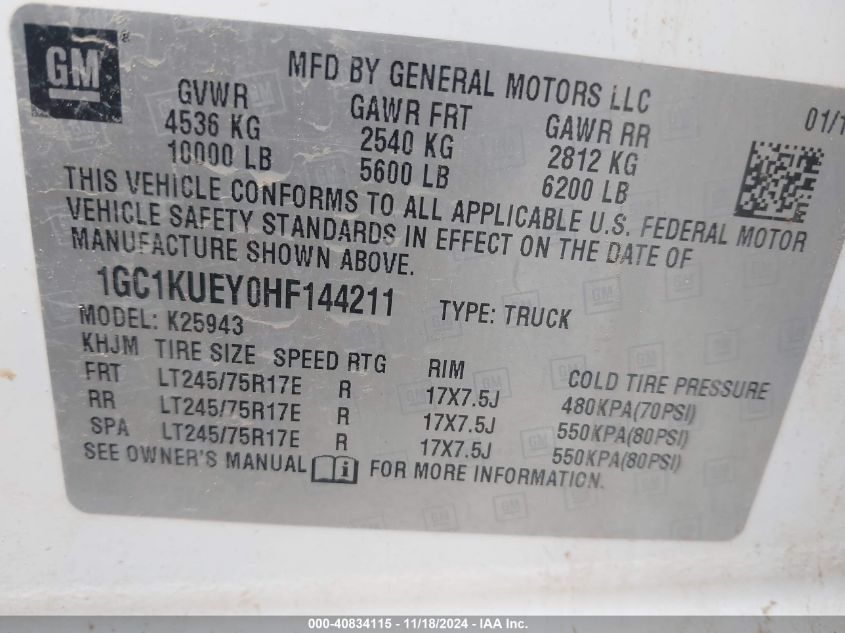 GM
MFD BY GENERAL MOTORS LLC
GVWR GAWR FRT GAWR RR 01/1
4536 KG 2540 KG 2812 KG
10000 LB 5600 LB 6200 LB
THIS VEHICLE CONFORMS TO ALL APPLICABLE U.S. FEDERAL MOTOR
VEHICLE SAFETY STANDARDS IN EFFECT ON THE DATE OF
MANUFACTURE SHOWN ABOVE.
1GC1KUEY0HF144211 TYPE: TRUCK
MODEL: K25943
KHJM TIRE SIZE SPEED RTG RIM COLD TIRE PRESSURE
FRT LT245/75R17E R 17X7.5J 480KPA(70PSI)
RR LT245/75R17E R 17X7.5J 550KPA(80PSI)
SPA LT245/75R17E R 17X7.5J 550KPA(80PSI)
SEE OWNER'S MANUAL i FOR MORE INFORMATION.
000-40834115 - 11/18/2024 - IAA Inc.